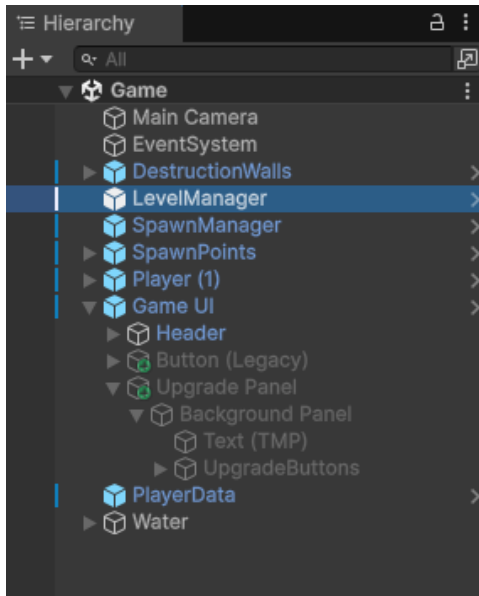 Hierarchy
All
Game
Main Camera
EventSystem
DestructionWalls
LevelManager
SpawnManager
SpawnPoints
Player (1)
Game UI
Header
Button (Legacy)
Upgrade Panel
Background Panel
Text (TMP)
UpgradeButtons
PlayerData
Water